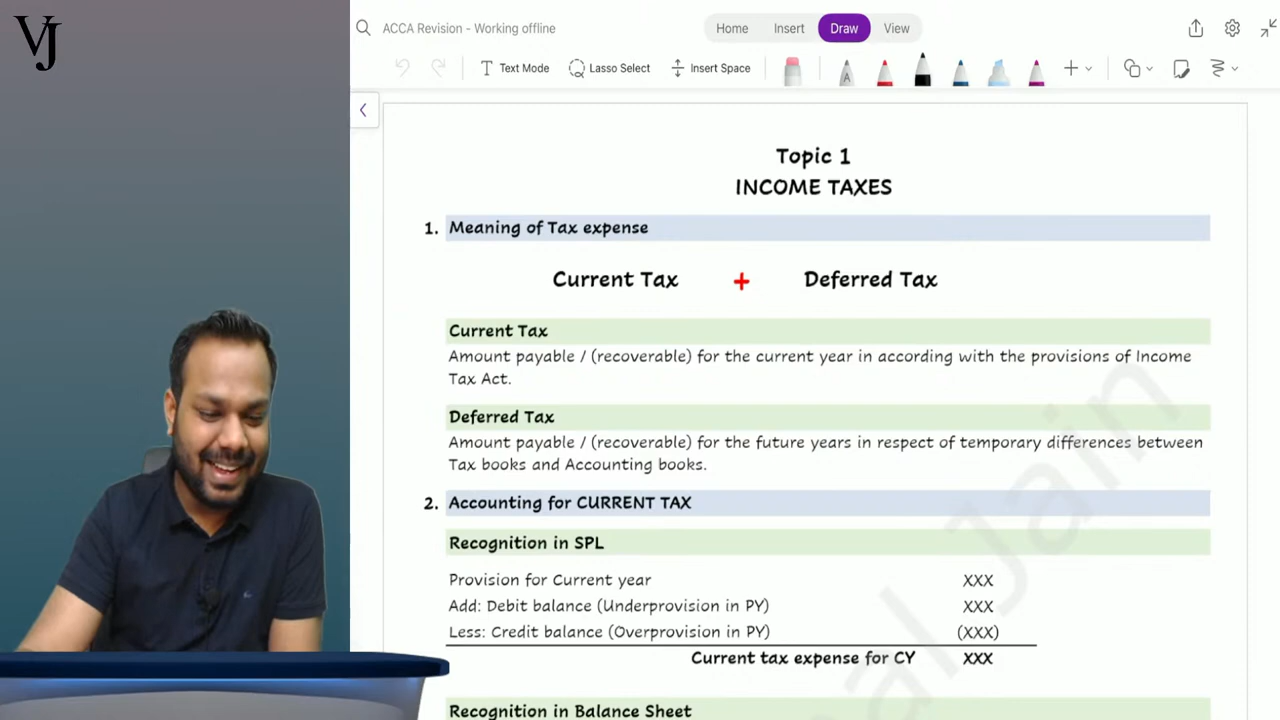 VJ
ACCA Revision - Working offline
Home Insert Draw View
Text Mode Lasso Select Insert Space
A
Topic 1
INCOME TAXES
1. Meaning of Tax expense
Current Tax + Deferred Tax
Current Tax
Amount payable / (recoverable) for the current year in according with the provisions of Income
Tax Act.
Deferred Tax
Amount payable / (recoverable) for the future years in respect of temporary differences between
Tax books and Accounting books.
2. Accounting for CURRENT TAX
Recognition in SPL
Provision for Current year XXX
Add: Debit balance (Underprovision in PY) XXX
Less: Credit balance (Overprovision in PY) (XXX)
Current tax expense for CY XXX
Recognition in Balance Sheet
al Jain